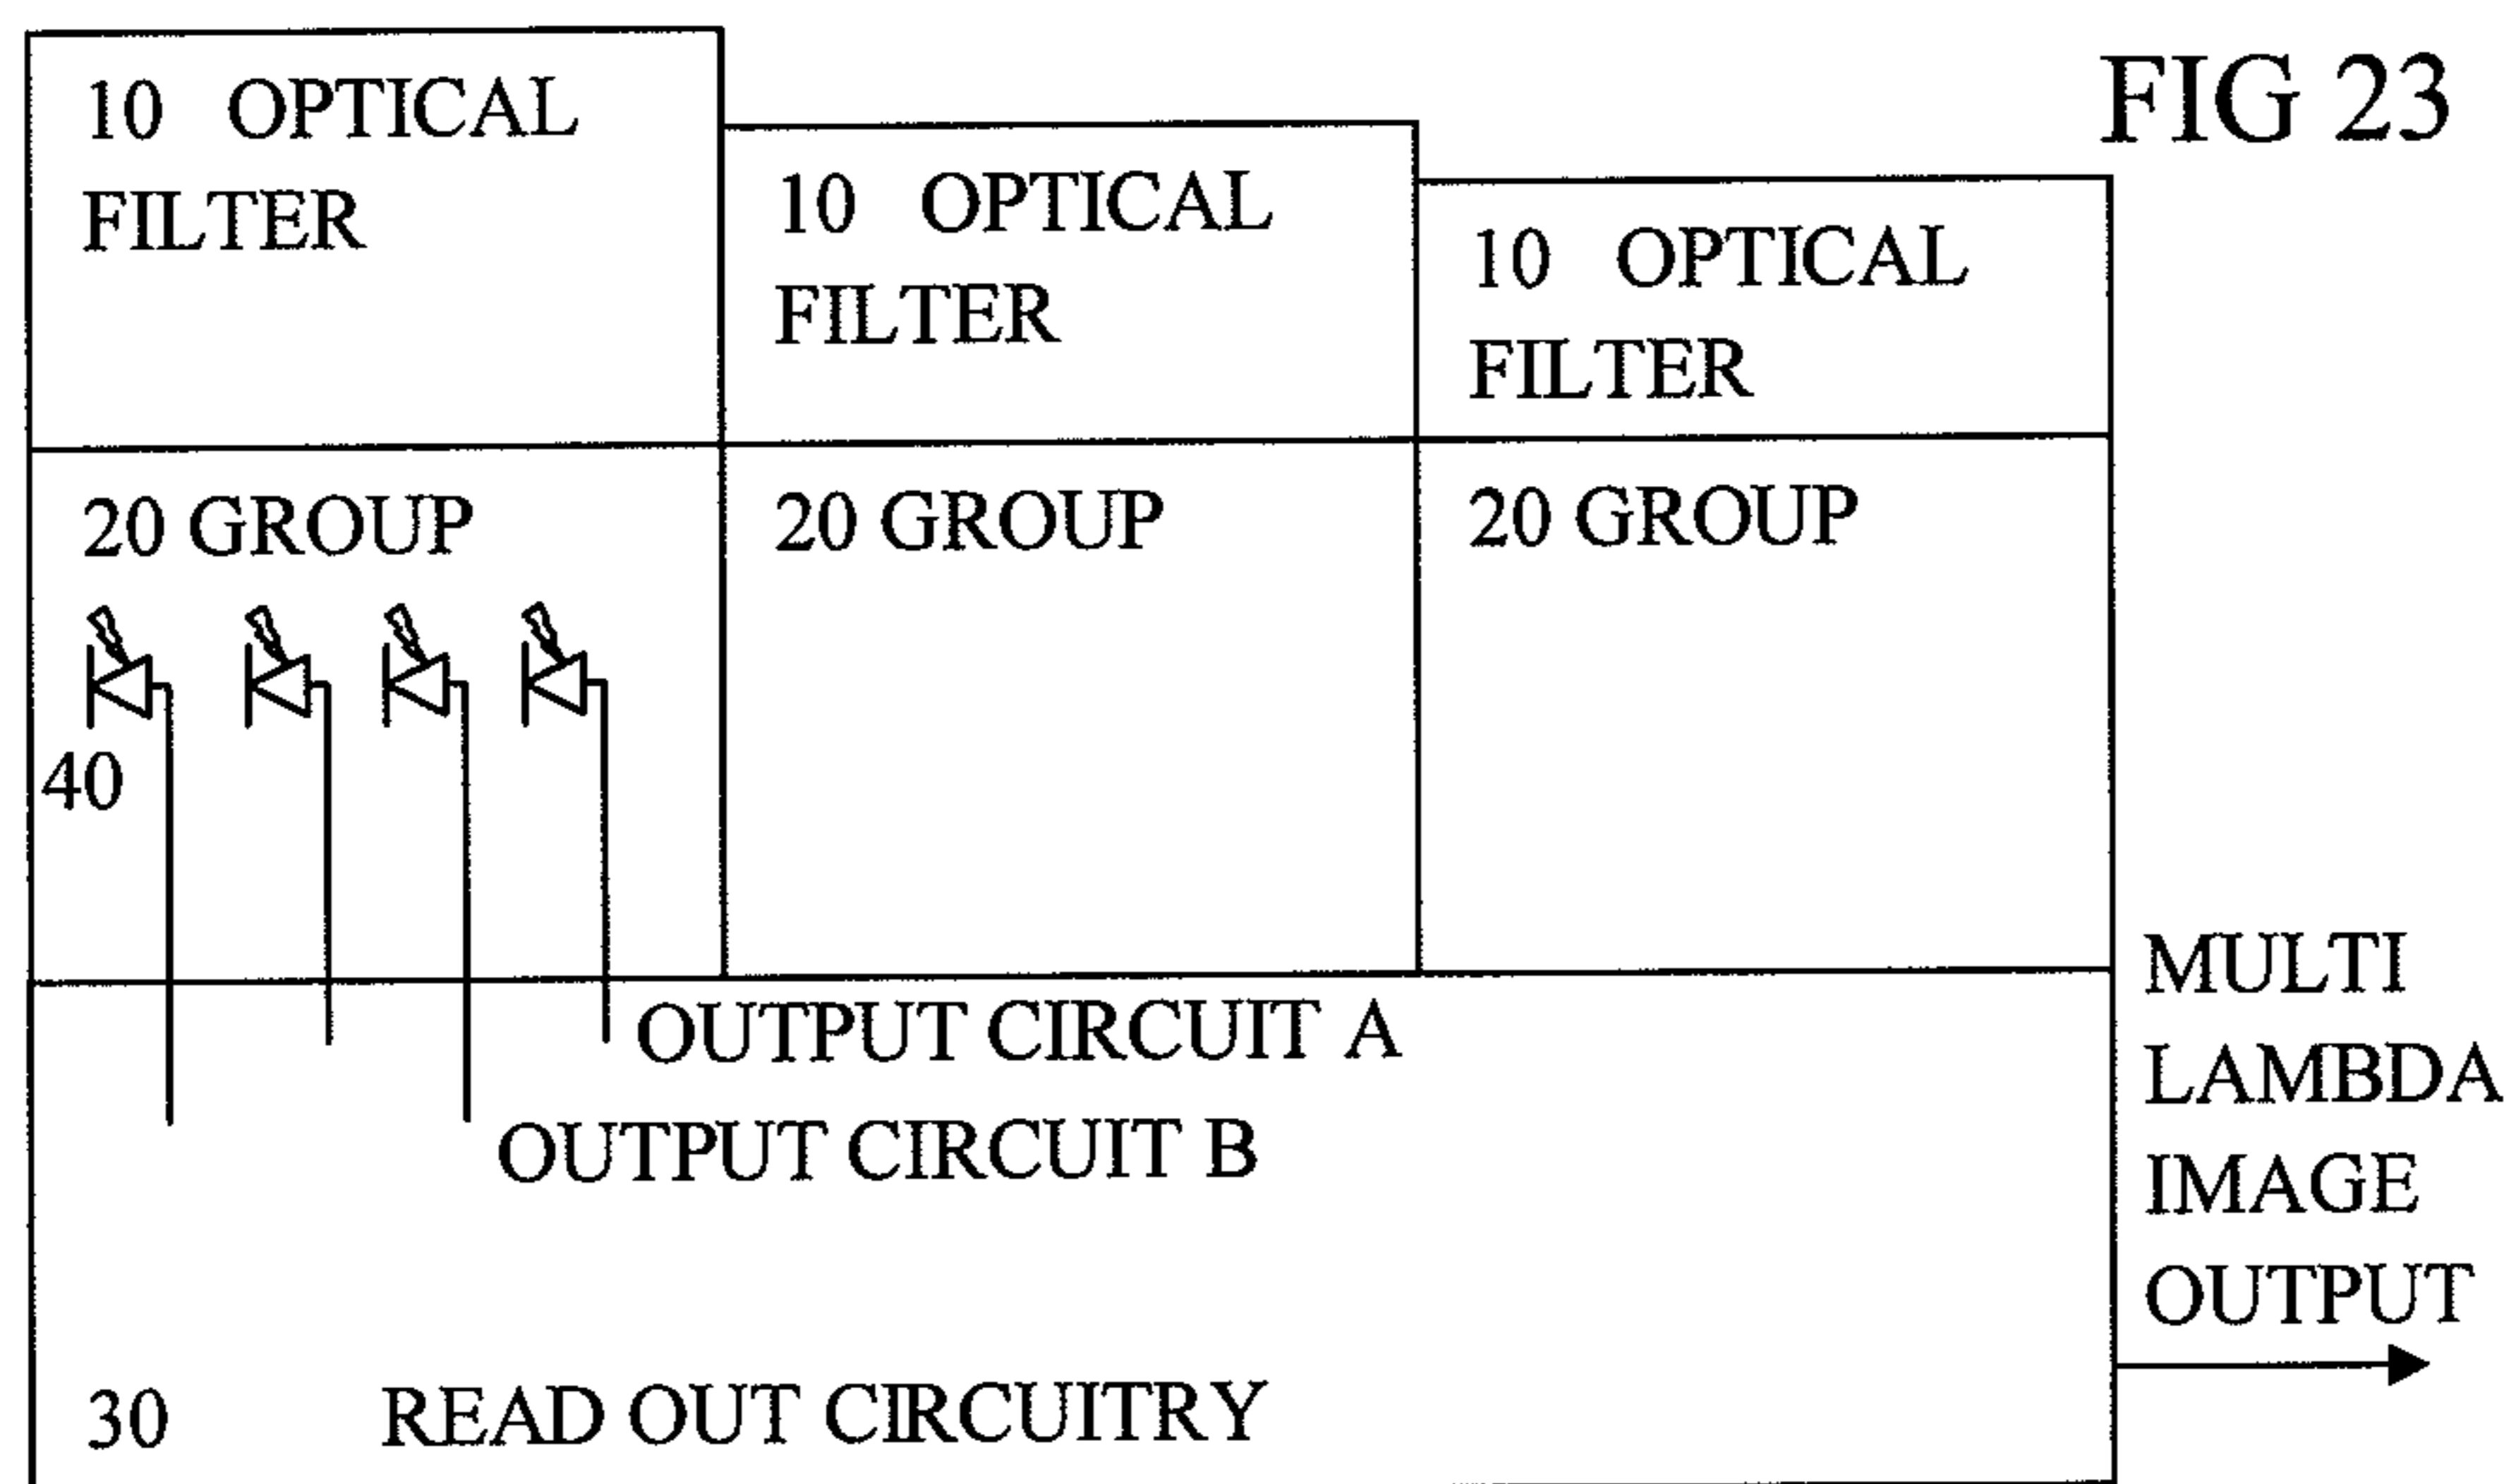 FIG 23
10 OPTICAL
FILTER
10 OPTICAL
FILTER
10 OPTICAL
FILTER
20 GROUP
20 GROUP
20 GROUP
40
OUTPUT CIRCUIT A
OUTPUT CIRCUIT B
30 READ OUT CIRCUITRY
MULTI
LAMBDA
IMAGE
OUTPUT